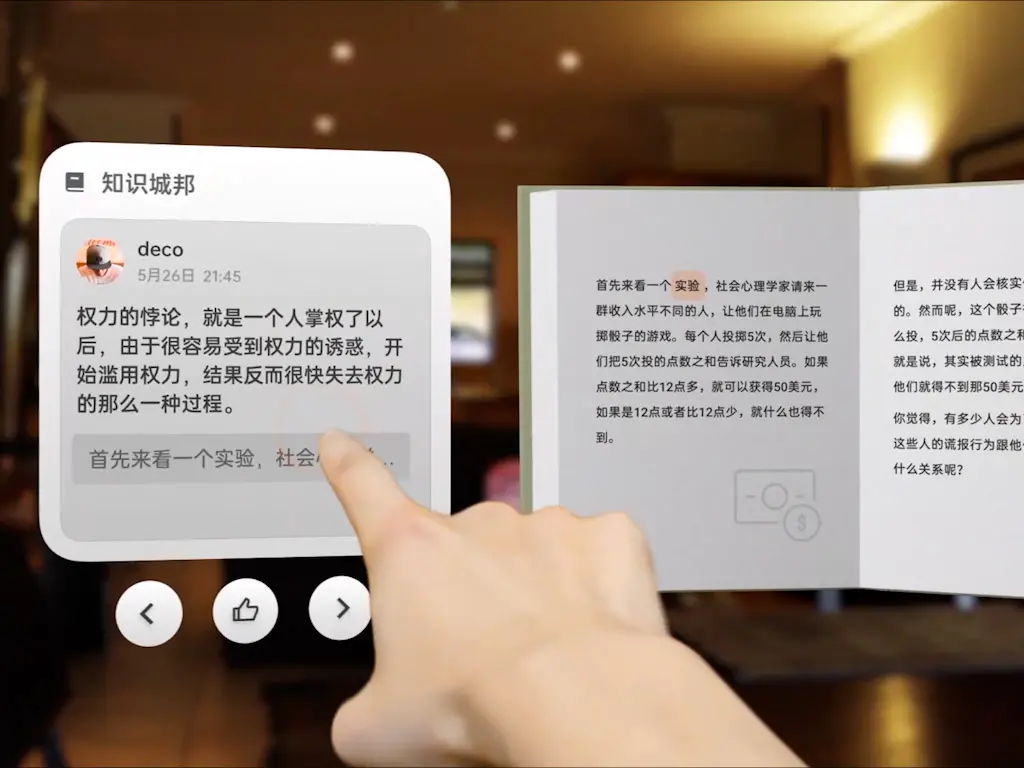 知识城邦
deco
5月26日 21:45
权力的悖论，就是一个人掌权了以
后，由于很容易受到权力的诱惑，开
始滥用权力，结果反而很快失去权力
的那么一种过程。
首先来看一个实验，社会
首先来看一个 实验 ，社会心理学家请来一
群收入水平不同的人，让他们在电脑上玩
掷骰子的游戏。每个人投掷5次，然后让他
们把5次投的点数之和告诉研究人员。如果
点数之和比12点多，就可以获得50美元，
如果是12点或者比12点少，就什么也得不
到。
$
但是，并没有人会核实
的。然而呢，这个骰子
么投，5次后的点数之和
就是说，其实被测试的
他们就得不到那50美元
你觉得，有多少人会为
这些人的谎报行为跟他
什么关系呢？